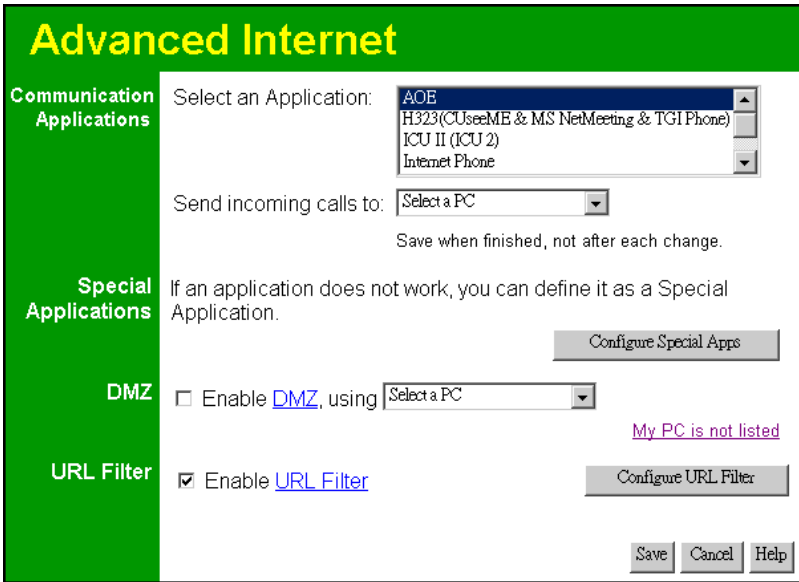 Advanced Internet
Communication
Applications
Select an Application:
AOE
H323(CUseeME & MS NetMeeting & TGI Phone)
ICU II (ICU 2)
Internet Phone
Send incoming calls to:
Select a PC
Save when finished, not after each change.
Special
Applications
If an application does not work, you can define it as a Special
Application.
Configure Special Apps
DMZ
Enable DMZ, using Select a PC
My PC is not listed
URL Filter
Enable URL Filter
Configure URL Filter
Save Cancel Help